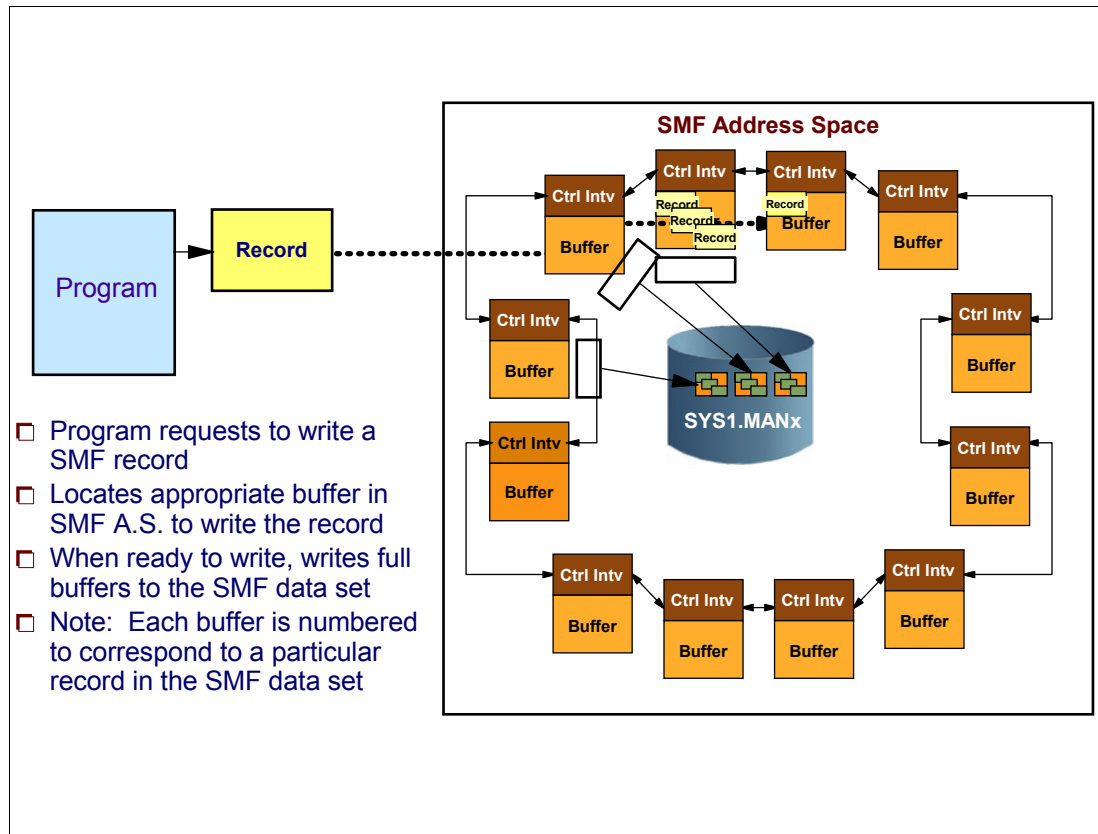 SMF Address Space
Program
Record
Ctrl Intv
Buffer
Ctrl Intv
Record
Record
Record
Ctrl Intv
Record
Buffer
Ctrl Intv
Buffer
Ctrl Intv
Buffer
Ctrl Intv
Buffer
Ctrl Intv
Buffer
Ctrl Intv
Buffer
SYS1.MANx
Ctrl Intv
Buffer
Ctrl Intv
Buffer
Ctrl Intv
Buffer
Ctrl Intv
Buffer
Program requests to write a
SMF record
Locates appropriate buffer in
SMF A.S. to write the record
When ready to write, writes full
buffers to the SMF data set
Note: Each buffer is numbered
to correspond to a particular
record in the SMF data set